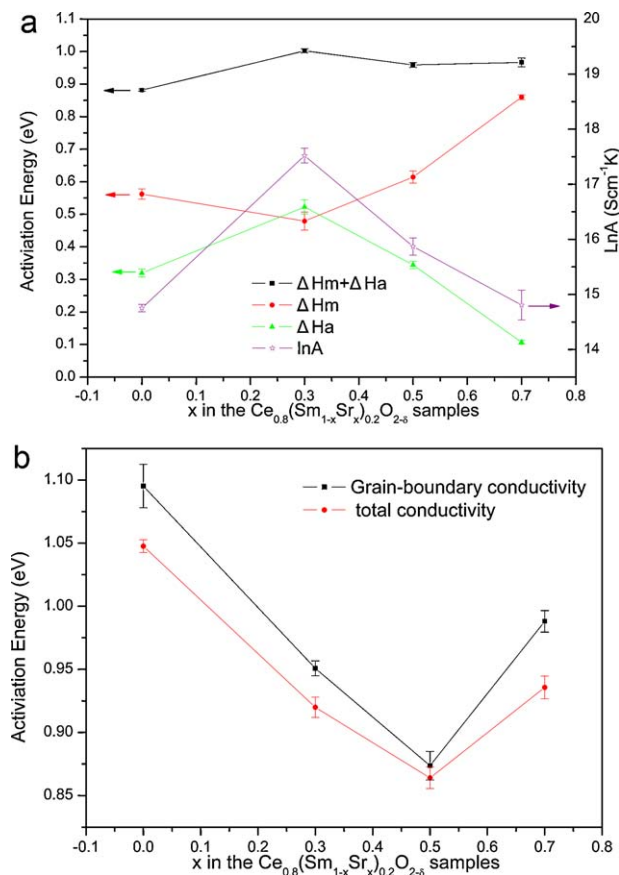 a
1.1
1.0
0.9
0.8
0.7
0.6
0.5
0.4
0.3
0.2
0.1
0.0
Activiation Energy (eV)
20
19
18
17
16
15
14
LnA (Scm⁻¹K)
Δ Hm+Δ Ha
Δ Hm
Δ Ha
lnA
-0.1 0.0 0.1 0.2 0.3 0.4 0.5 0.6 0.7 0.8
x in the Ce₀.₈(Sm₁₋ₓSrₓ)₀.₂O₂₋δ samples
b
1.10
1.05
1.00
0.95
0.90
0.85
Activiation Energy (eV)
Grain-boundary conductivity
total conductivity
-0.1 0.0 0.1 0.2 0.3 0.4 0.5 0.6 0.7 0.8
x in the Ce₀.₈(Sm₁₋ₓSrₓ)₀.₂O₂₋δ samples